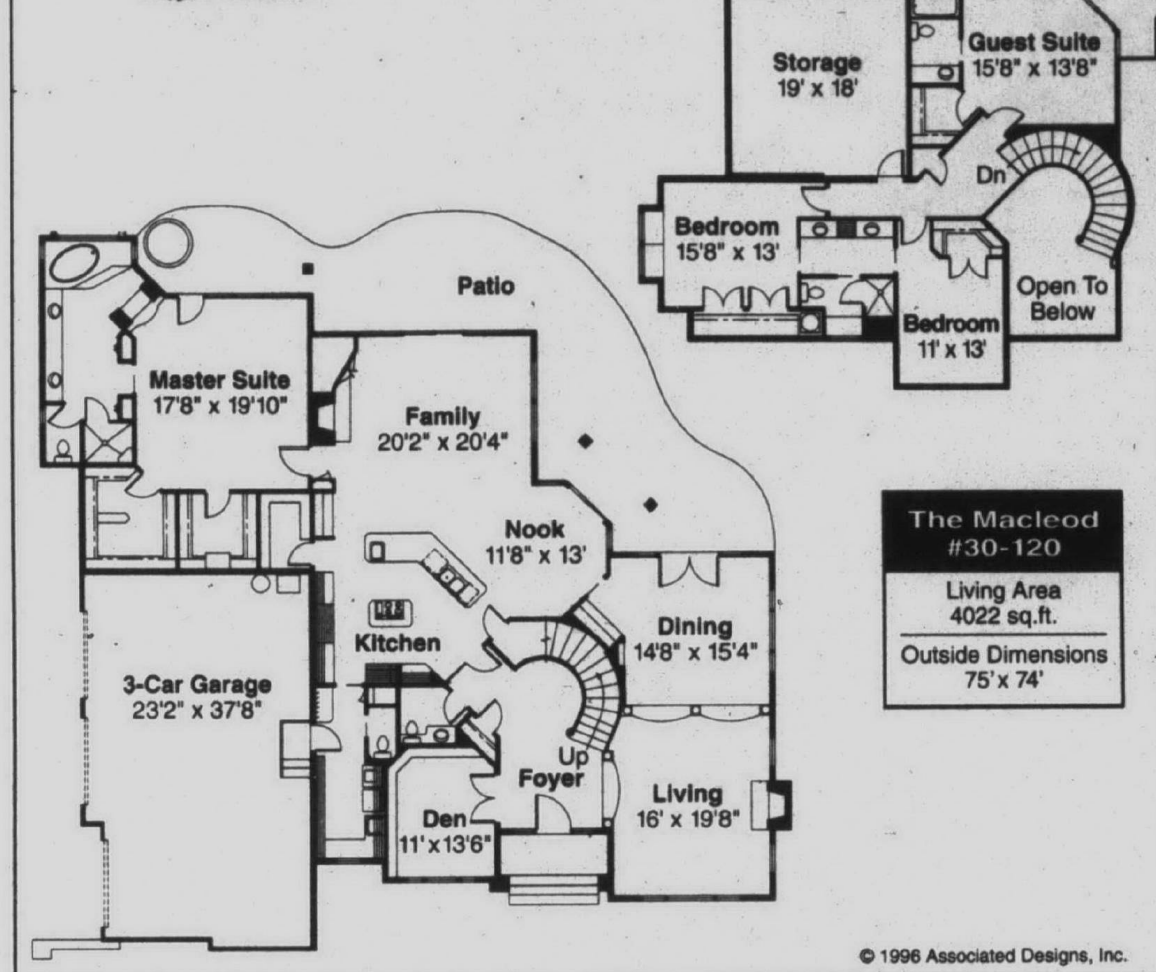 Storage
19' x 18'
Guest Suite
15'8" x 13'8"
Dn
Bedroom
15'8" x 13'
Open To
Below
Bedroom
11' x 13'
Patio
Master Suite
17'8" x 19'10"
Family
20'2" x 20'4"
Nook
11'8" x 13'
Kitchen
Dining
14'8" x 15'4"
3-Car Garage
23'2" x 37'8"
Up
Foyer
Den
11' x 13'6"
Living
16' x 19'8"
The Macleod
#30-120
Living Area
4022 sq.ft.
Outside Dimensions
75' x 74'
© 1996 Associated Designs, Inc.